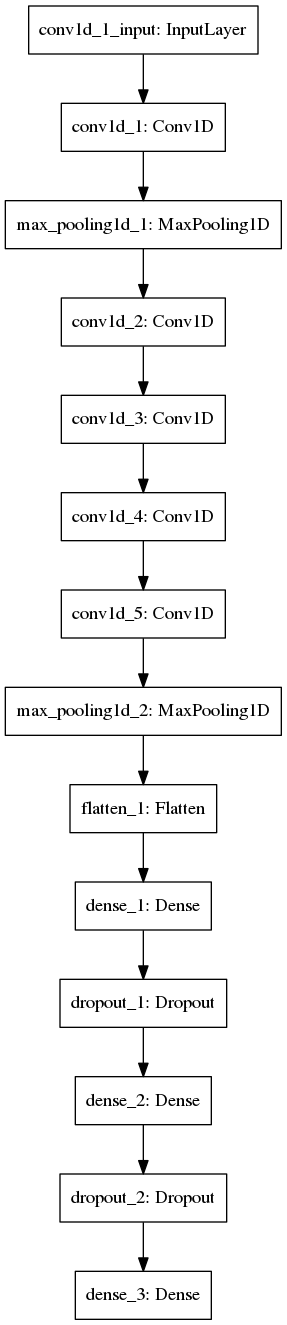 conv1d_1_input: InputLayer
conv1d_1: Conv1D
max_pooling1d_1: MaxPooling1D
conv1d_2: Conv1D
conv1d_3: Conv1D
conv1d_4: Conv1D
conv1d_5: Conv1D
max_pooling1d_2: MaxPooling1D
flatten_1: Flatten
dense_1: Dense
dropout_1: Dropout
dense_2: Dense
dropout_2: Dropout
dense_3: Dense